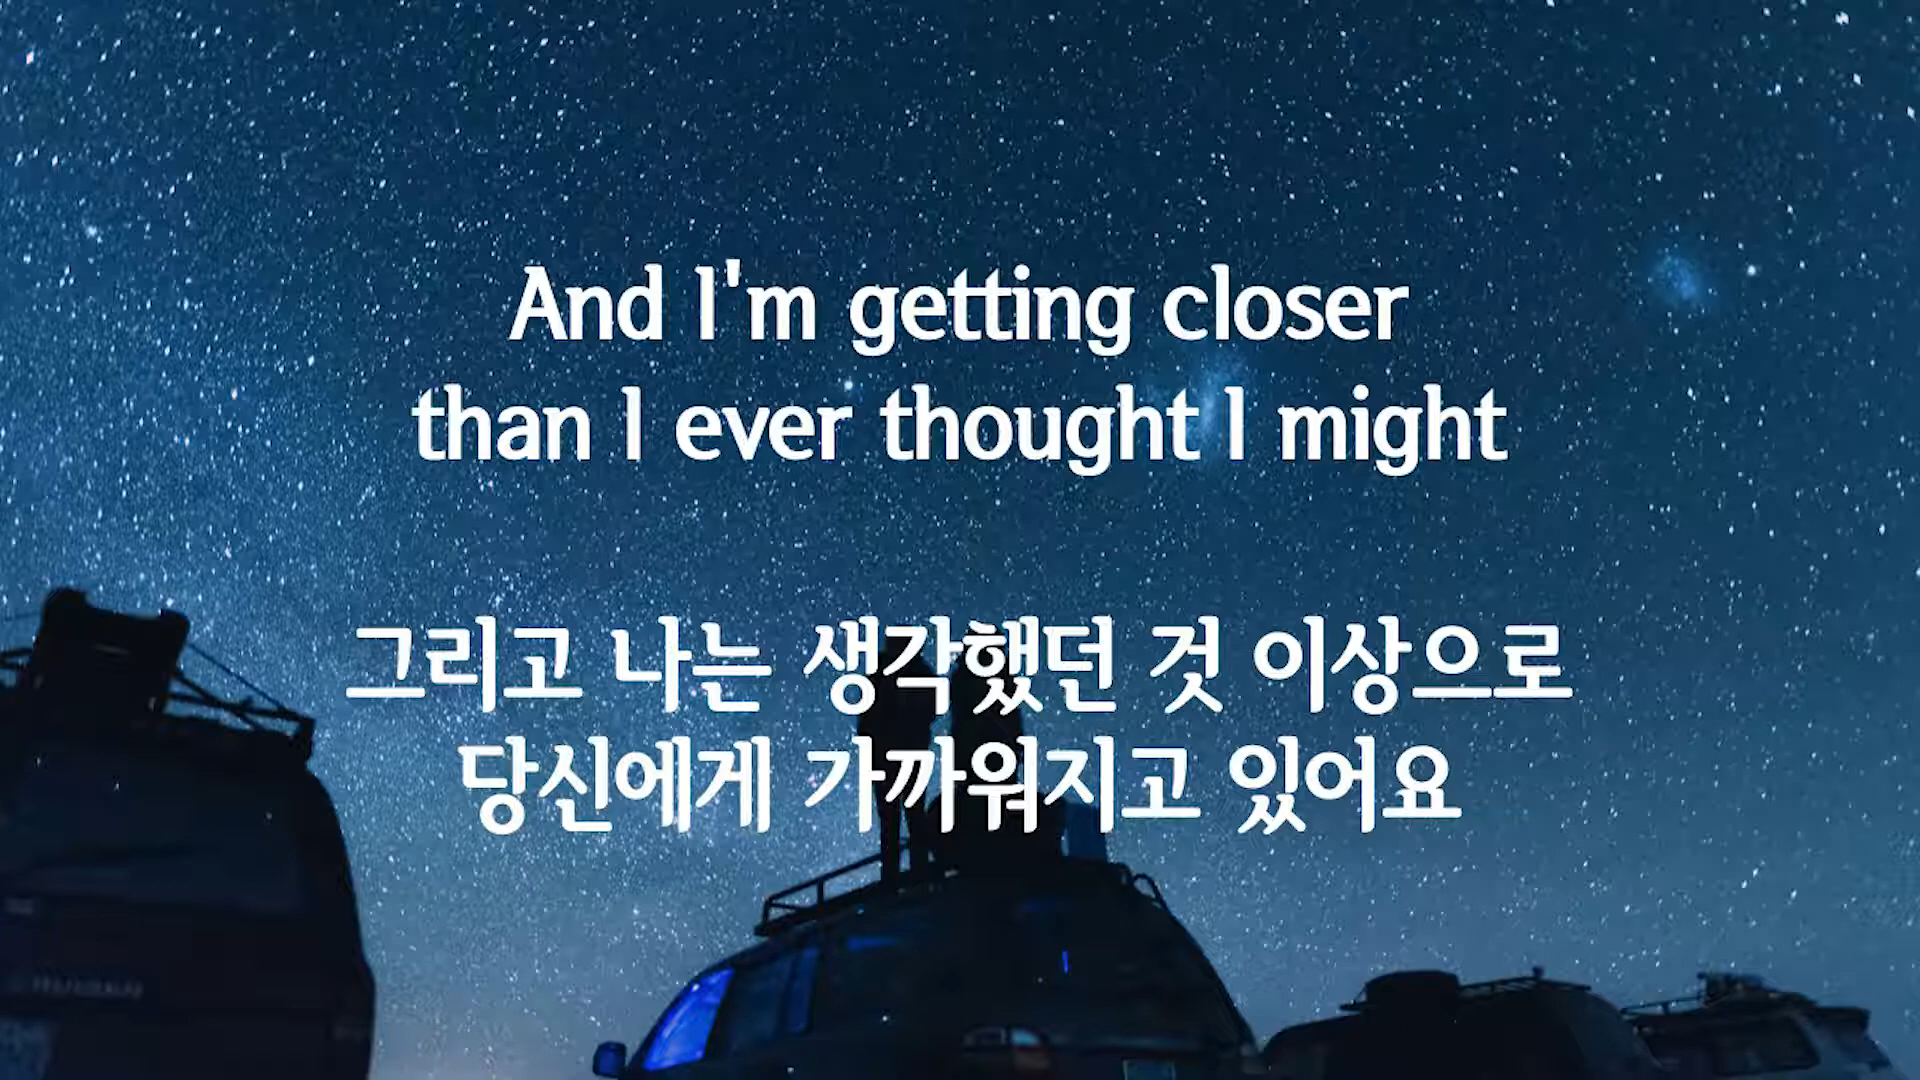 And I'm getting closer
than I ever thought I might
그리고 나는 생각했던 것 이상으로
당신에게 가까워지고 있어요